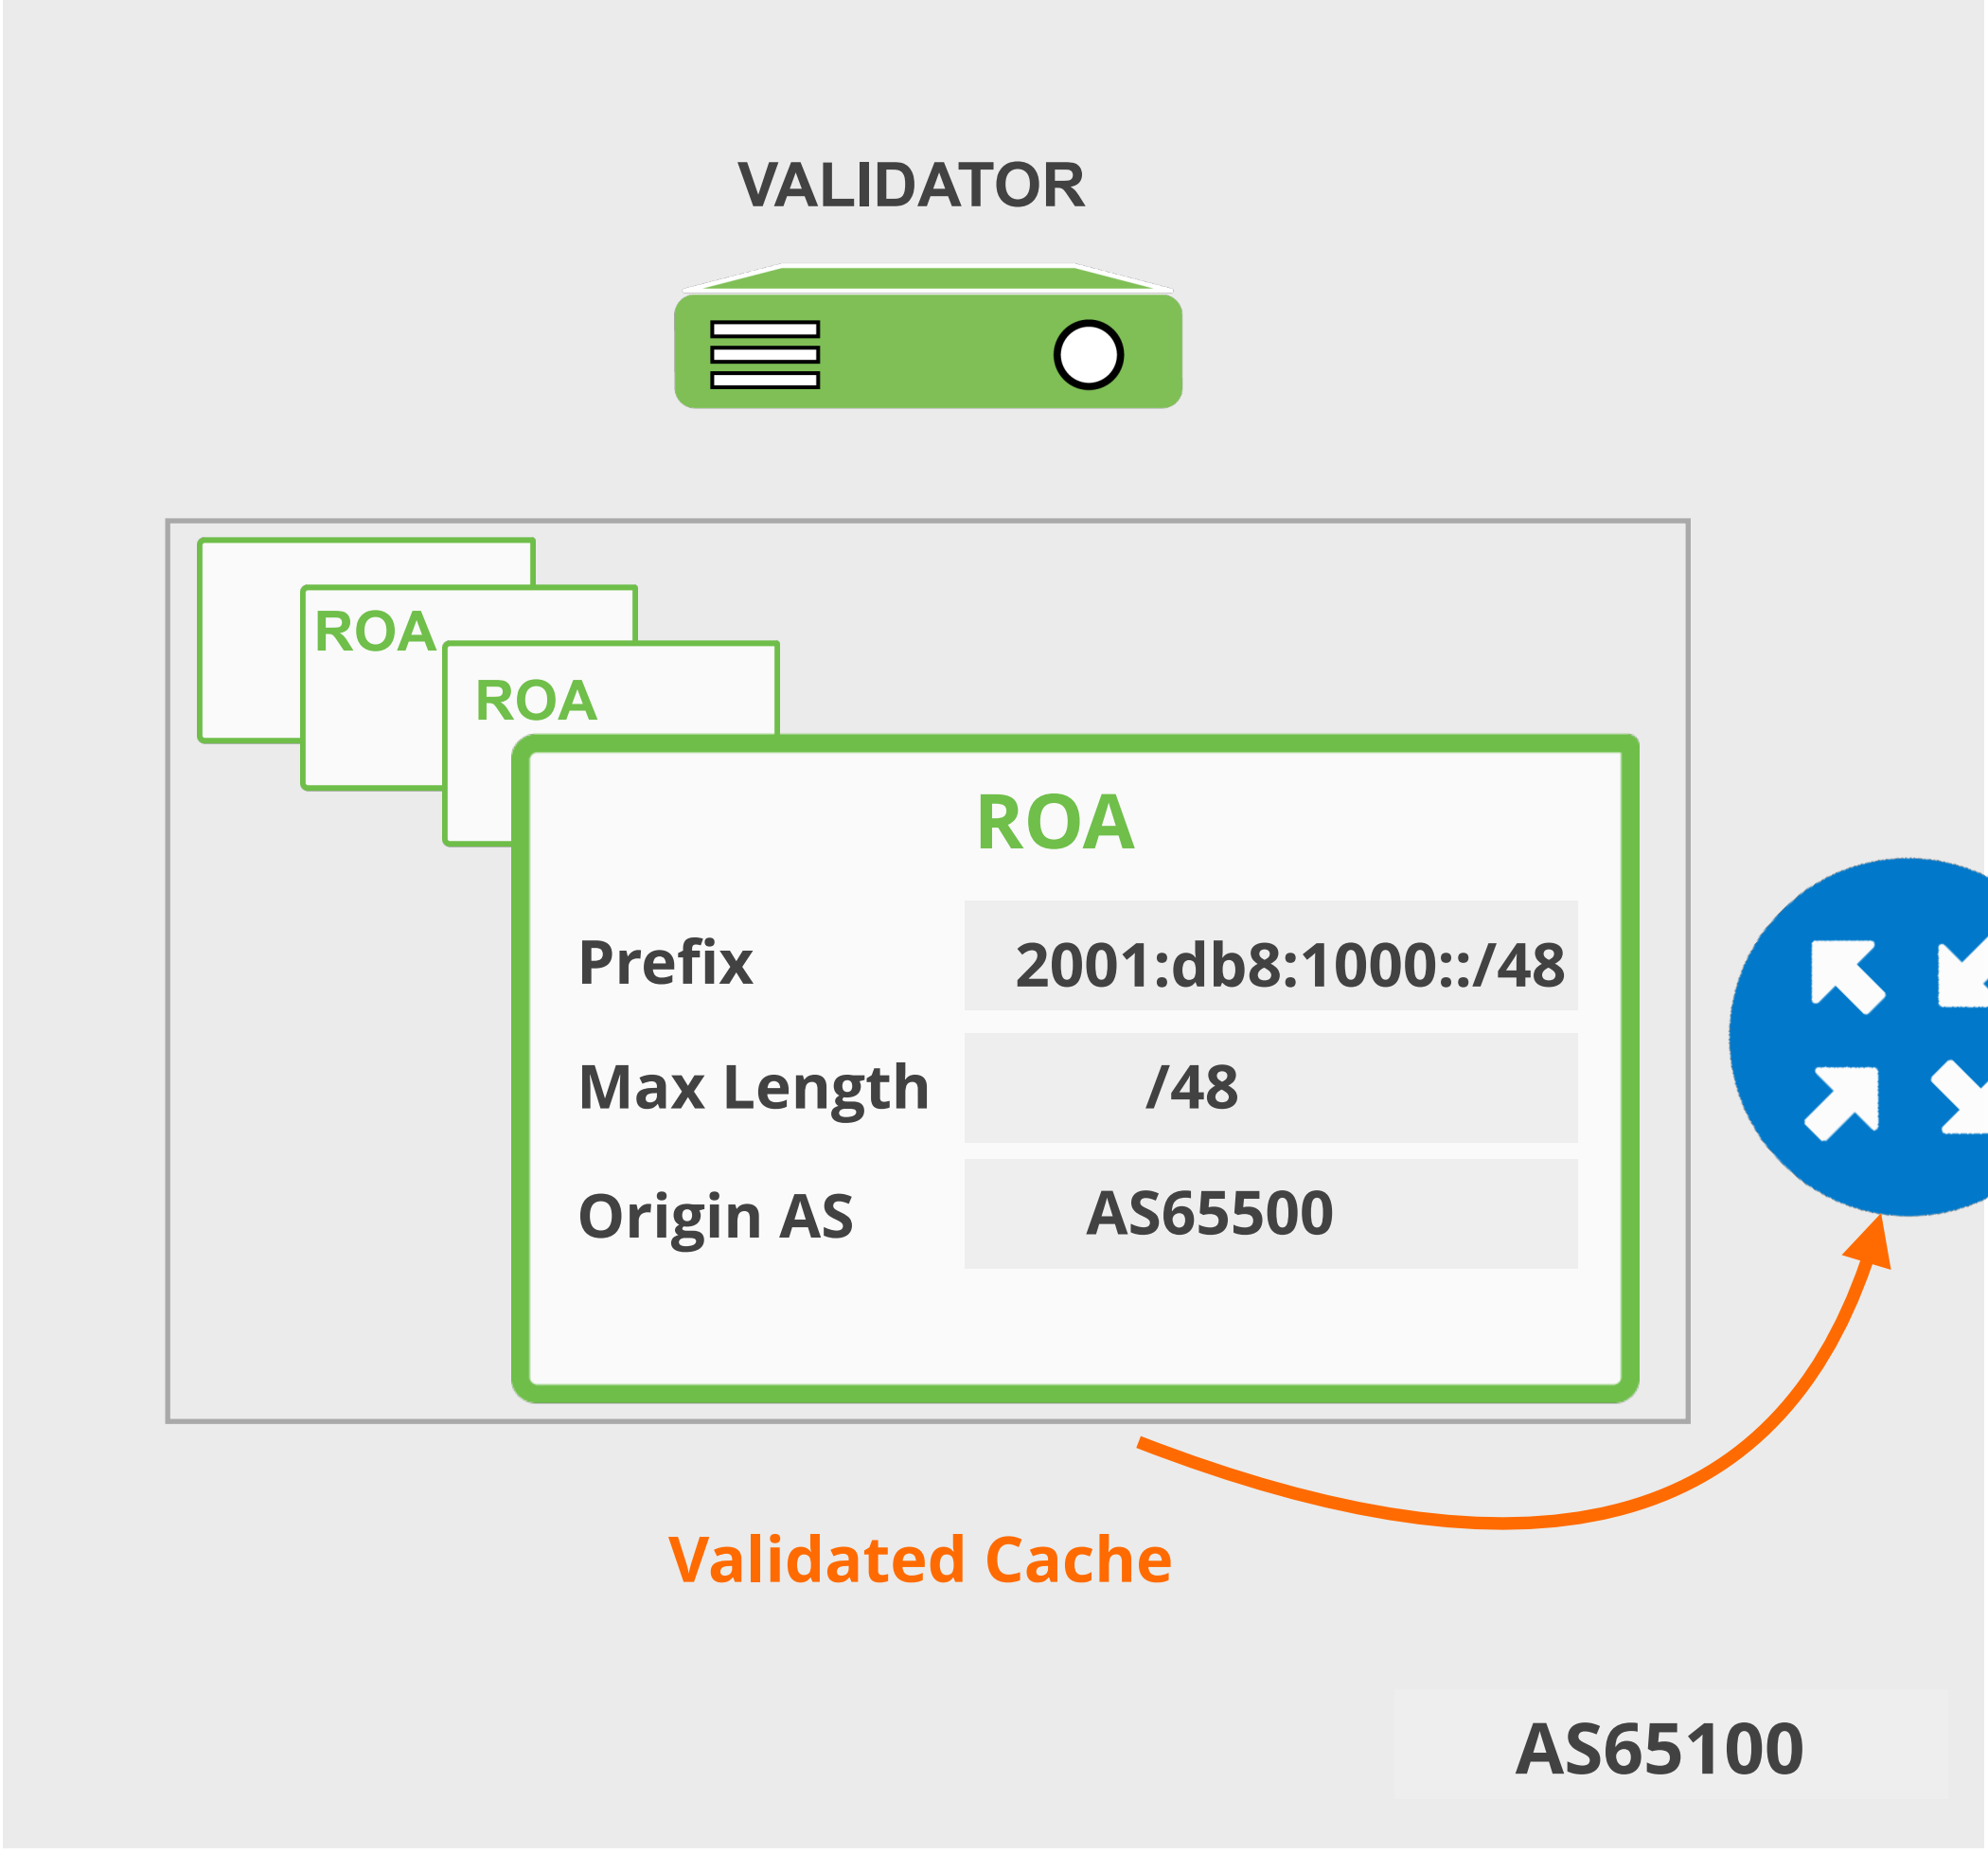 VALIDATOR
ROA
ROA
ROA
Prefix 2001:db8:1000::/48
Max Length /48
Origin AS AS65500
Validated Cache
AS65100